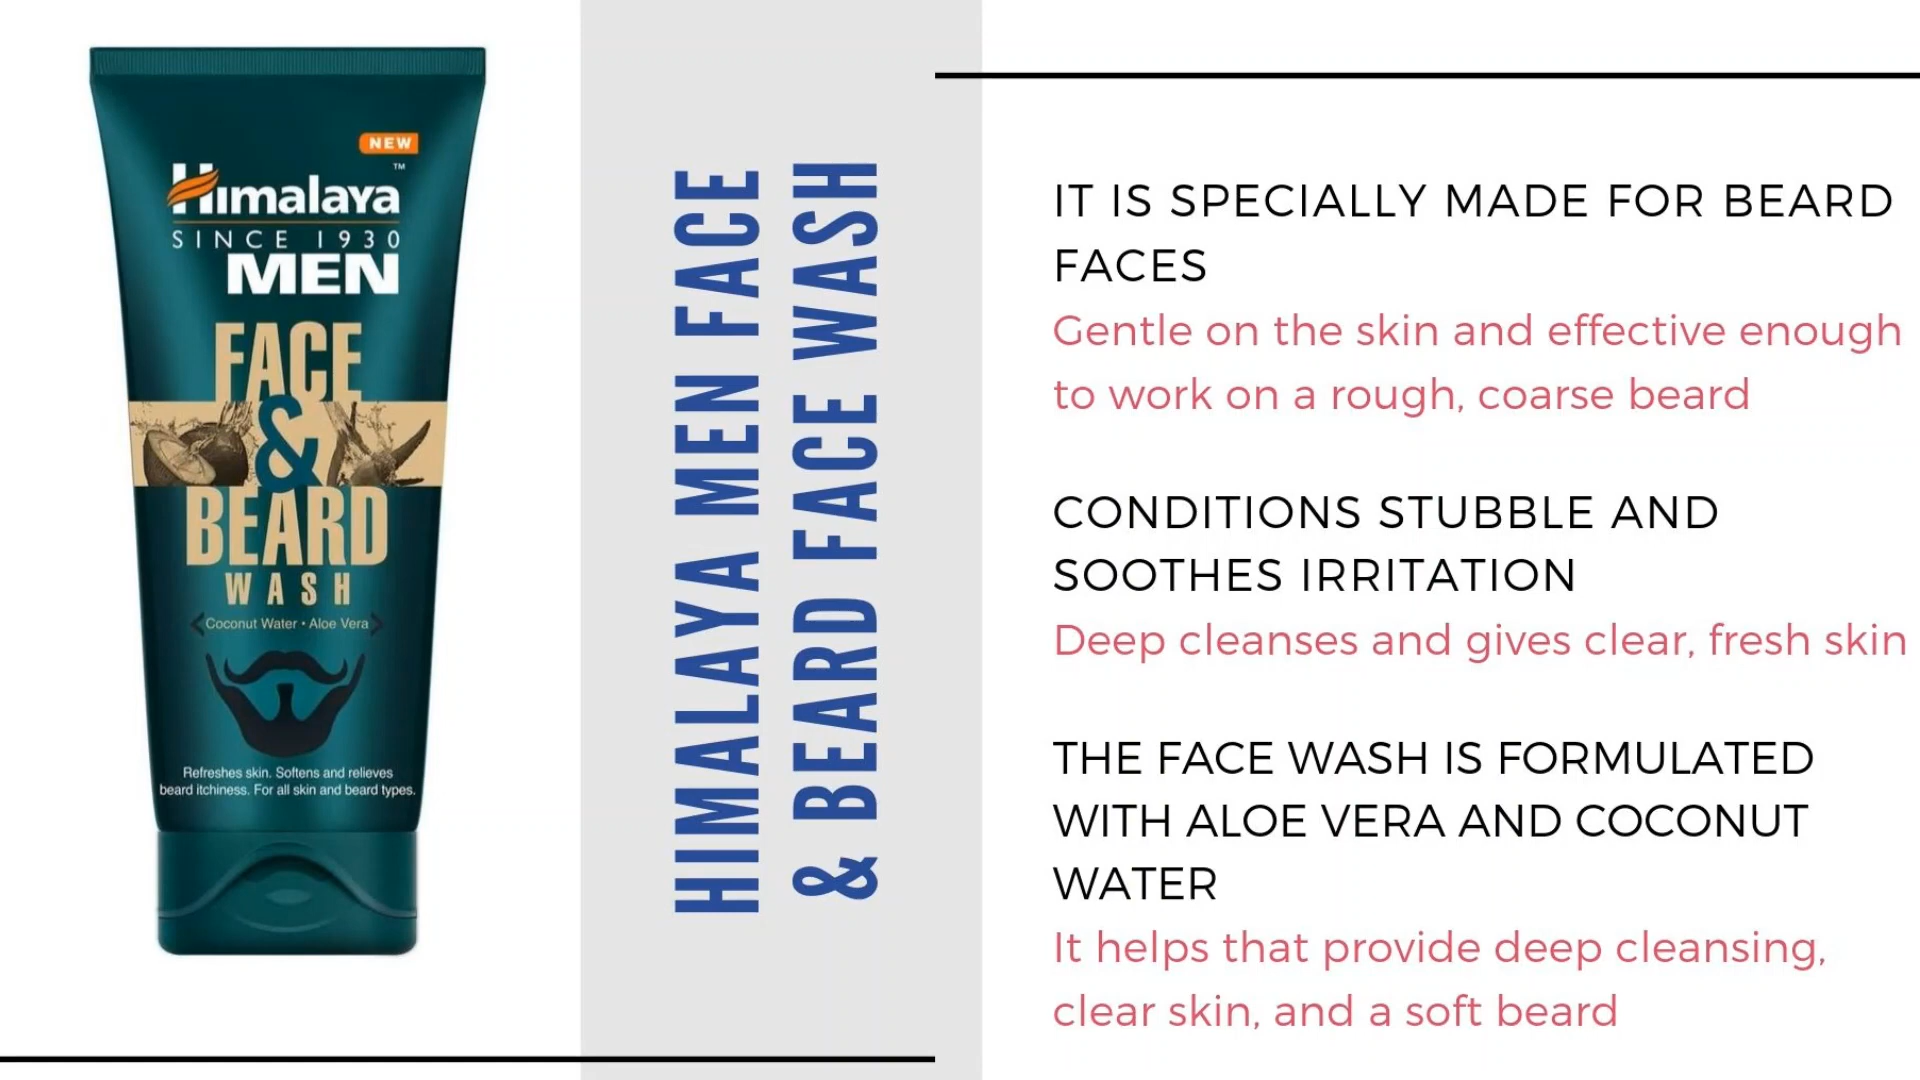 NEW
Himalaya™
SINCE 1930
MEN
FACE
&
BEARD
WASH
Coconut Water • Aloe Vera
Refreshes skin. Softens and relieves
beard itchiness. For all skin and beard types.
HIMALAYA MEN FACE
& BEARD FACE WASH
IT IS SPECIALLY MADE FOR BEARD
FACES
Gentle on the skin and effective enough
to work on a rough, coarse beard
CONDITIONS STUBBLE AND
SOOTHES IRRITATION
Deep cleanses and gives clear, fresh skin
THE FACE WASH IS FORMULATED
WITH ALOE VERA AND COCONUT
WATER
It helps that provide deep cleansing,
clear skin, and a soft beard